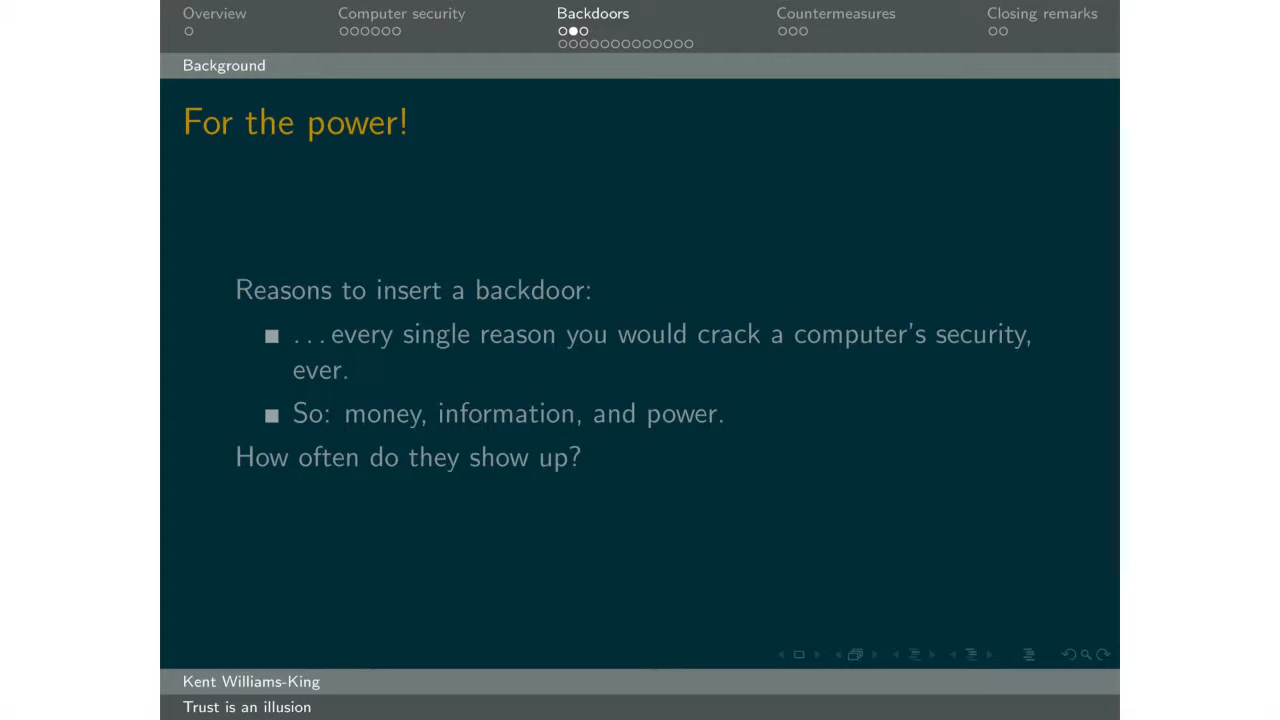 Overview
Computer security
Backdoors
Countermeasures
Closing remarks
Background
For the power!
Reasons to insert a backdoor:
...every single reason you would crack a computer's security,
ever.
So: money, information, and power.
How often do they show up?
Kent Williams-King
Trust is an illusion